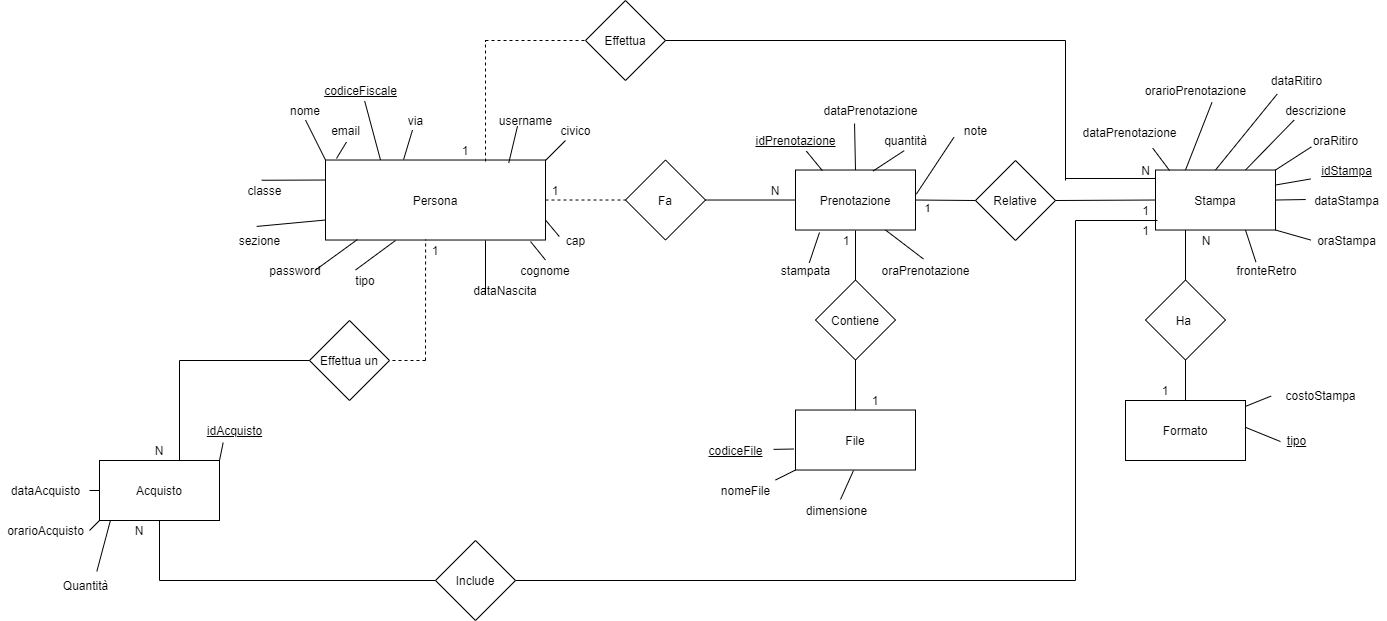 Effettua
codiceFiscale
nome
email
via
username
civico
1
classe
Persona
1
sezione
password
tipo
dataNascita
cognome
cap
1
Fa
N
dataPrenotazione
idPrenotazione
quantità
note
Prenotazione
1
stampata
1
oraPrenotazione
Relative
dataRitiro
orarioPrenotazione
descrizione
dataPrenotazione
oraRitiro
N
idStampa
Stampa
dataStampa
1
1
N
oraStampa
fronteRetro
Effettua un
Contiene
Ha
1
1
costoStampa
Formato
tipo
File
codiceFile
nomeFile
dimensione
N
idAcquisto
dataAcquisto
Acquisto
orarioAcquisto
N
Quantità
Include